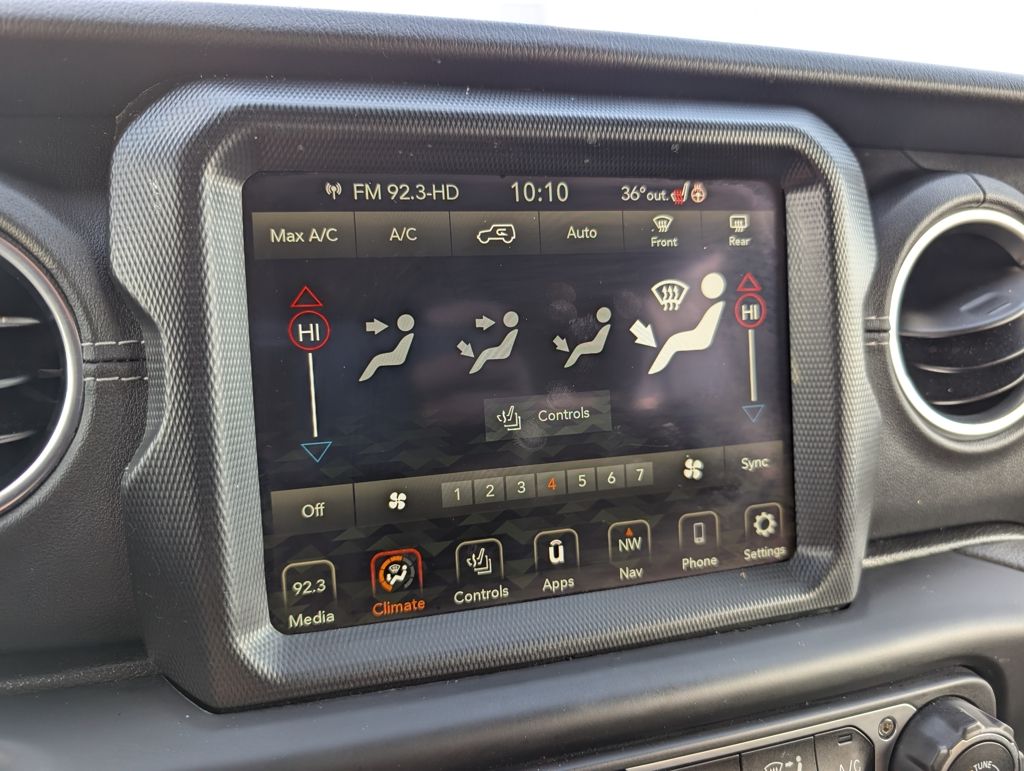 FM 92.3-HD 10:10 36°out.
Max A/C A/C Auto Front Rear
HI HI
Controls
Off 1 2 3 4 5 6 7 Sync
92.3 NW
Media Climate Controls Apps Nav Phone Settings
A/C TUNE